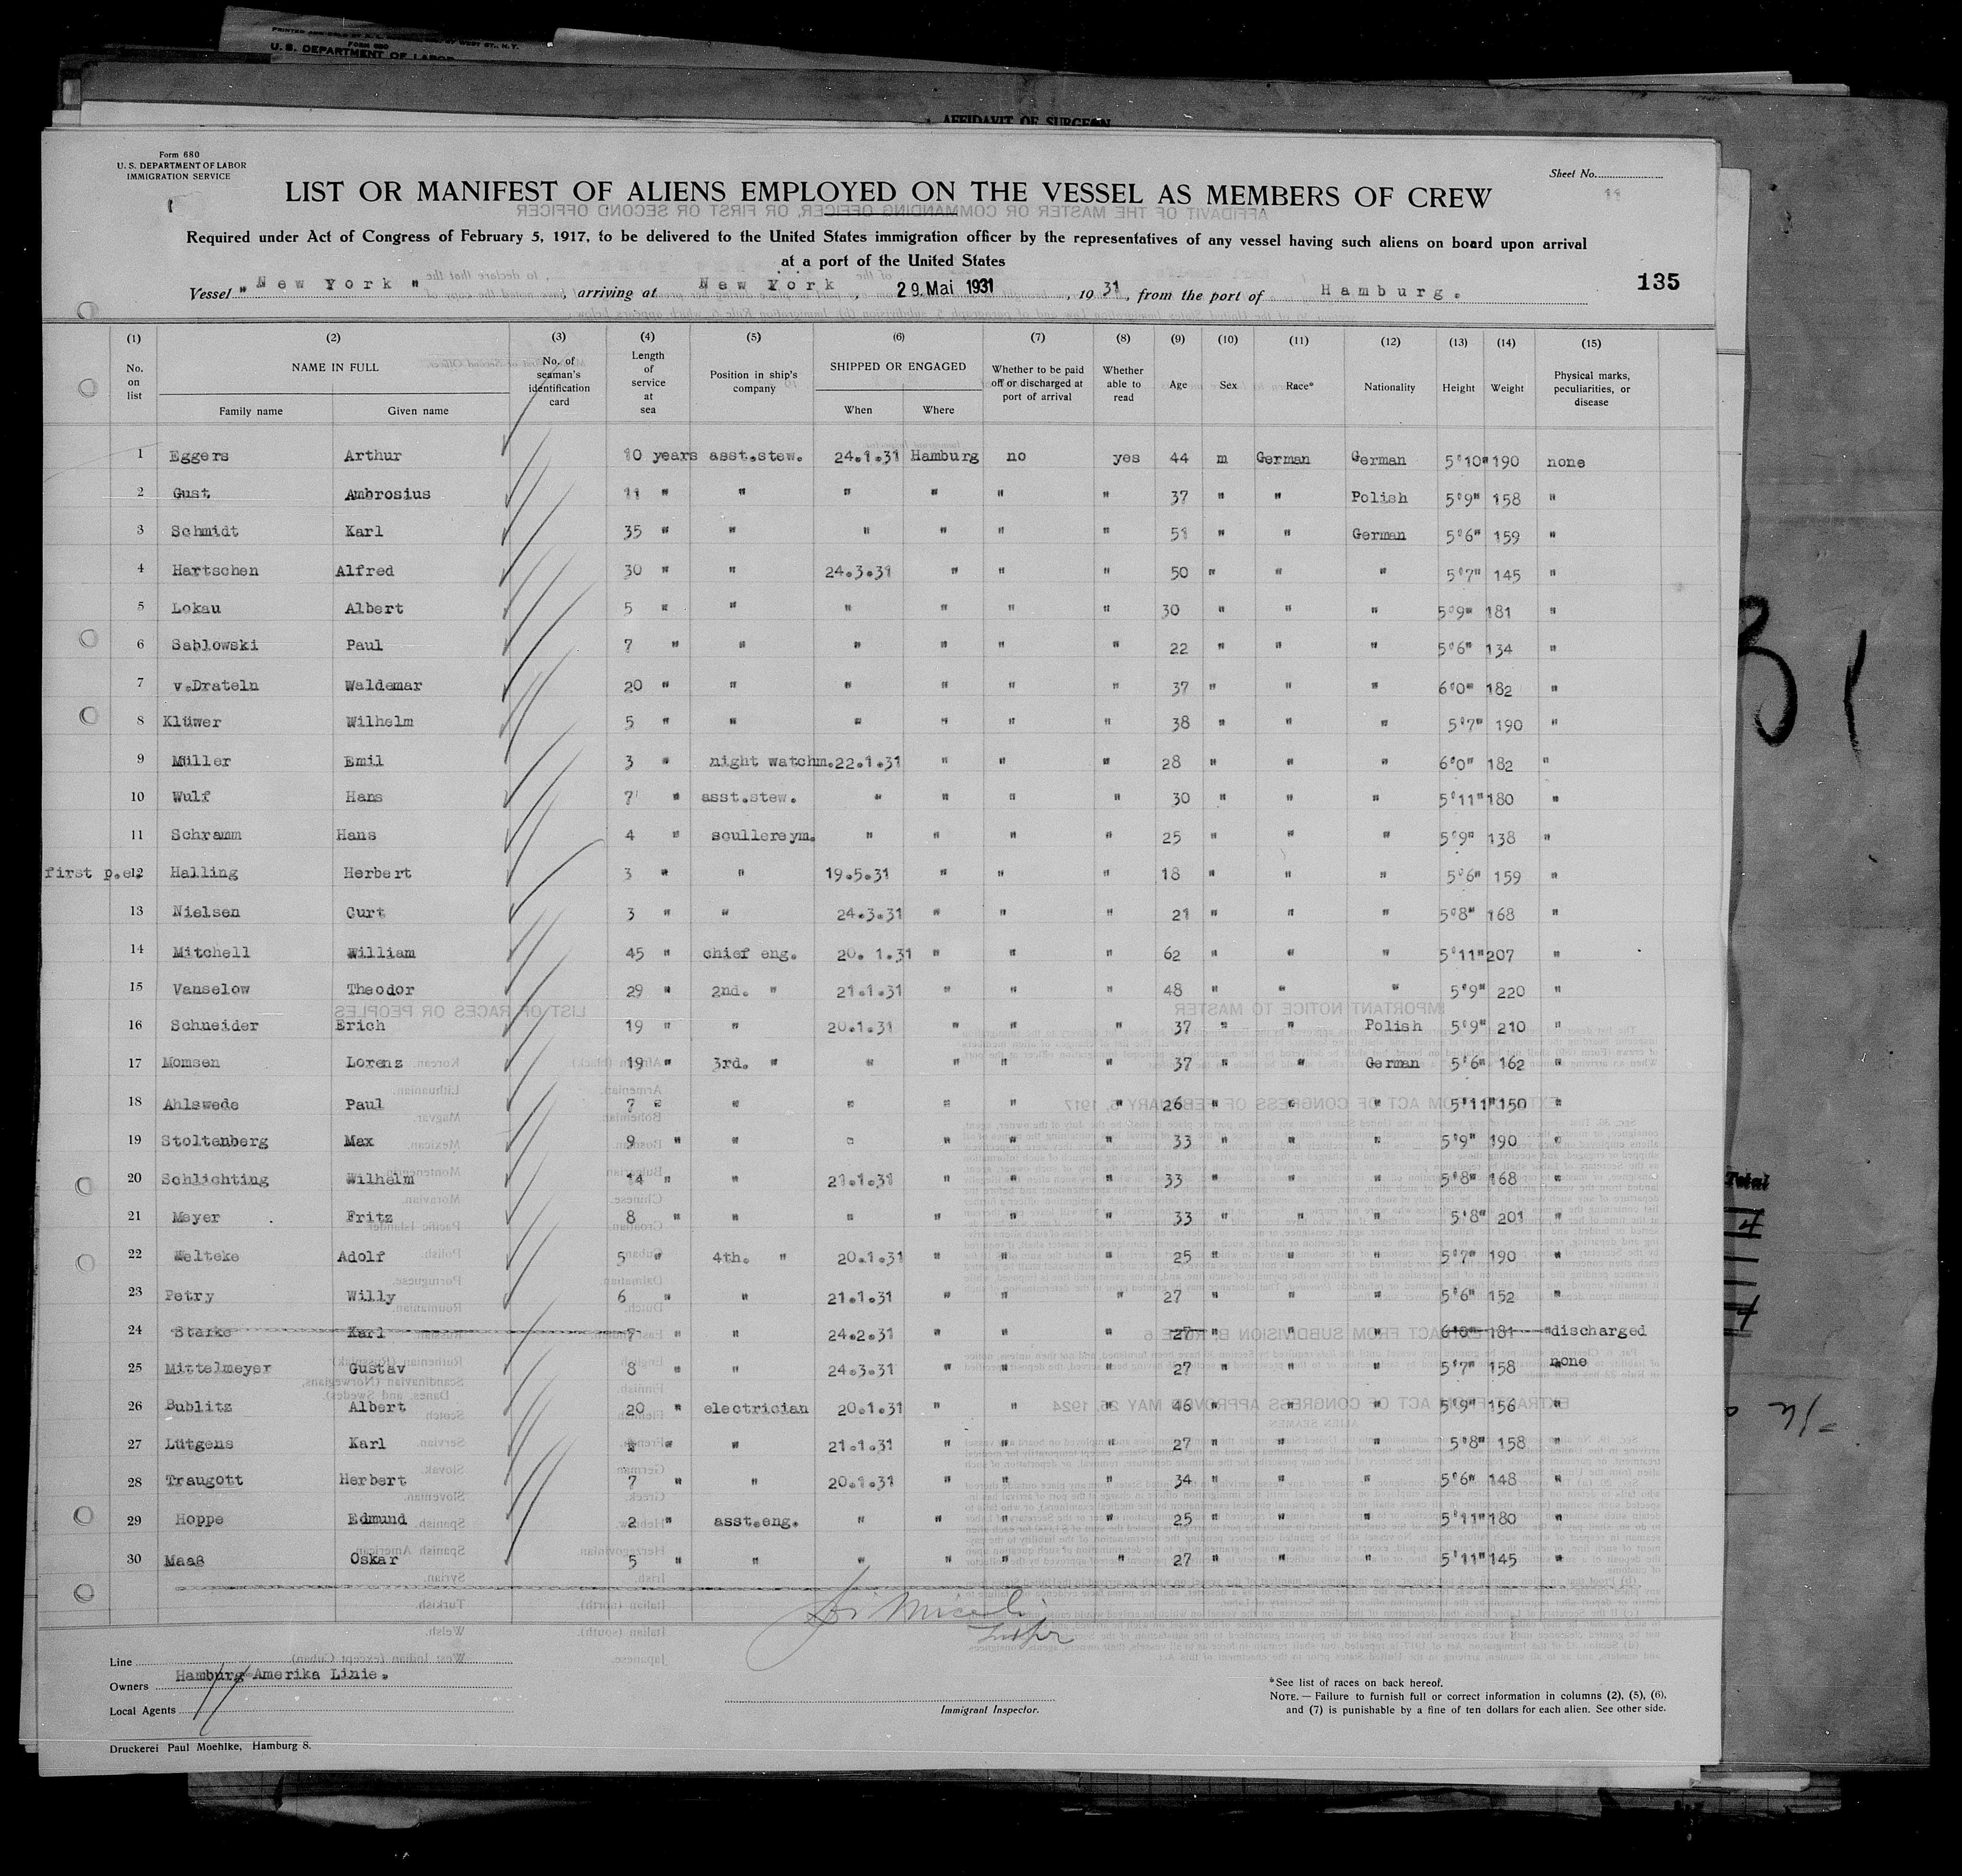 U. S. DEPARTMENT OF LABOR
AFFIDAVIT OF SURGEON
Form 680
U. S. DEPARTMENT OF LABOR
IMMIGRATION SERVICE
Sheet No.
11
LIST OR MANIFEST OF ALIENS EMPLOYED ON THE VESSEL AS MEMBERS OF CREW
Required under Act of Congress of February 5, 1917, to be delivered to the United States immigration officer by the representatives of any vessel having such aliens on board upon arrival
at a port of the United States
Vessel "New York", arriving at New York, 29. Mai 1931, 1931, from the port of Hamburg.
135
(1) (2) (3) (4) (5) (6) (7) (8) (9) (10) (11) (12) (13) (14) (15)
No. on list NAME IN FULL Family name Given name No. of seaman's identification card Length of service at sea Position in ship's company SHIPPED OR ENGAGED When Where Whether to be paid off or discharged at port of arrival Whether able to read Age Sex Race* Nationality Height Weight Physical marks, peculiarities, or disease
1 Eggers Arthur 10 years asst.stew. 24.1.31 Hamburg no yes 44 m German German 5'10" 190 none
2 Gust Ambrosius 11 " " " " " " 37 " " Polish 5'9" 158 "
3 Schmidt Karl 35 " " " " " " 51 " " German 5'6" 159 "
4 Hartschen Alfred 30 " " 24.3.31 " " " 50 " " " 5'7" 145 "
5 Lokau Albert 5 " " " " " " 30 " " " 5'9" 181 "
6 Sablowski Paul 7 " " " " " " 22 " " " 5'6" 134 "
7 v.Drateln Waldemar 20 " " " " " " 37 " " " 6'0" 182 "
8 Klüwer Wilhelm 5 " " " " " " 38 " " " 5'7" 190 "
9 Müller Emil 3 " night watchm. 22.1.31 " " " 28 " " " 6'0" 182 "
10 Wulf Hans 7 " asst.stew. " " " " 30 " " " 5'11" 180 "
11 Schramm Hans 4 " scullereym. " " " " 25 " " " 5'9" 138 "
first p.e. 12 Halling Herbert 3 " " 19.5.31 " " " 18 " " " 5'6" 159 "
13 Nielsen Curt 3 " " 24.3.31 " " " 21 " " " 5'8" 168 "
14 Mitchell William 45 " chief eng. 20. 1.31 " " " 62 " " " 5'11" 207 "
15 Vanselow Theodor 29 " 2nd. " 21.1.31 " " " 48 " " " 5'9" 220 "
16 Schneider Erich 19 " " 20.1.31 " " " 37 " " Polish 5'9" 210 "
17 Momsen Lorenz 19 " 3rd. " " " " " 37 " " German 5'6" 162 "
18 Ahlswede Paul 7 " " " " " " 26 " " " 5'11" 150 "
19 Stoltenberg Max 9 " " " " " " 33 " " " 5'9" 190 "
20 Schlichting Wilhelm 14 " " 21.1.31 " " " 33 " " " 5'8" 168 "
21 Meyer Fritz 8 " " " " " " 33 " " " 5'8" 201 "
22 Melteke Adolf 5 " 4th. " 20.1.31 " " " 25 " " " 5'7" 190 "
23 Petry Willy 6 " " 21.1.31 " " " 27 " " " 5'6" 152 "
24 Starke Karl 7 " " 24.2.31 " " " 27 " " " 6'0" 181 " discharged
25 Mittelmeyer Gustav 8 " " 24.3.31 " " " 27 " " " 5'7" 158 none
26 Bublitz Albert 20 " electrician 20.1.31 " " " 46 " " " 5'9" 156 "
27 Lütgens Karl " " 21.1.31 " " " 27 " " " 5'8" 158 "
28 Traugott Herbert 7 " " 20.1.31 " " " 34 " " " 5'6" 148 "
29 Hoppe Edmund 2 " asst.eng. " " " " 25 " " " 5'11" 180 "
30 Maaß Oskar 5 " " " " " " 27 " " " 5'11" 145 "
Line
Owners Hamburg Amerika Linie.
Local Agents
Immigrant Inspector.
*See list of races on back hereof.
NOTE. — Failure to furnish full or correct information in columns (2), (5), (6),
and (7) is punishable by a fine of ten dollars for each alien. See other side.
Druckerei Paul Moehlke, Hamburg 8.
Total